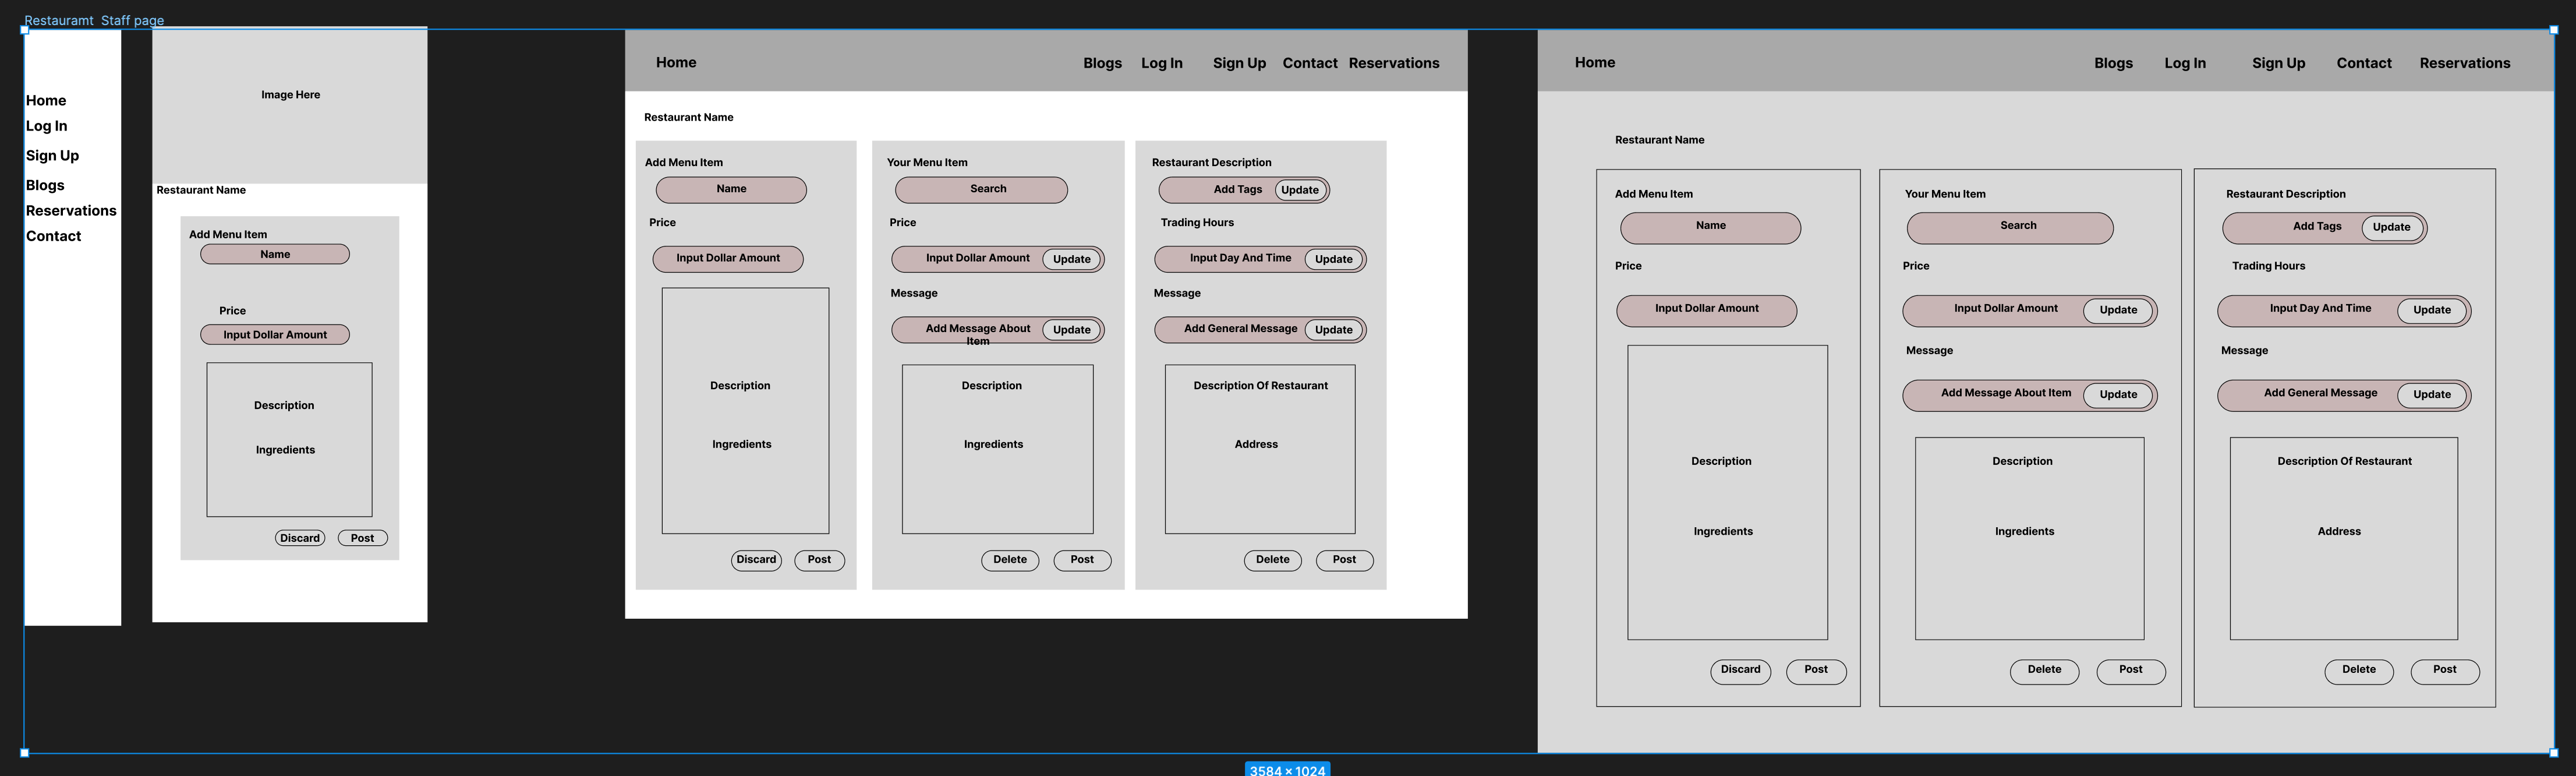 Restauramt Staff page
Home
Log In
Sign Up
Blogs
Reservations
Contact
Image Here
Restaurant Name
Add Menu Item
Name
Price
Input Dollar Amount
Description
Ingredients
Discard Post
Home Blogs Log In Sign Up Contact Reservations
Restaurant Name
Add Menu Item
Name
Price
Input Dollar Amount
Description
Ingredients
Discard Post
Your Menu Item
Search
Price
Input Dollar Amount Update
Message
Add Message About Update
Item
Description
Ingredients
Delete Post
Restaurant Description
Add Tags Update
Trading Hours
Input Day And Time Update
Message
Add General Message Update
Description Of Restaurant
Address
Delete Post
Home Blogs Log In Sign Up Contact Reservations
Restaurant Name
Add Menu Item
Name
Price
Input Dollar Amount
Description
Ingredients
Discard Post
Your Menu Item
Search
Price
Input Dollar Amount Update
Message
Add Message About Item Update
Description
Ingredients
Delete Post
Restaurant Description
Add Tags Update
Trading Hours
Input Day And Time Update
Message
Add General Message Update
Description Of Restaurant
Address
Delete Post
3584 × 1024